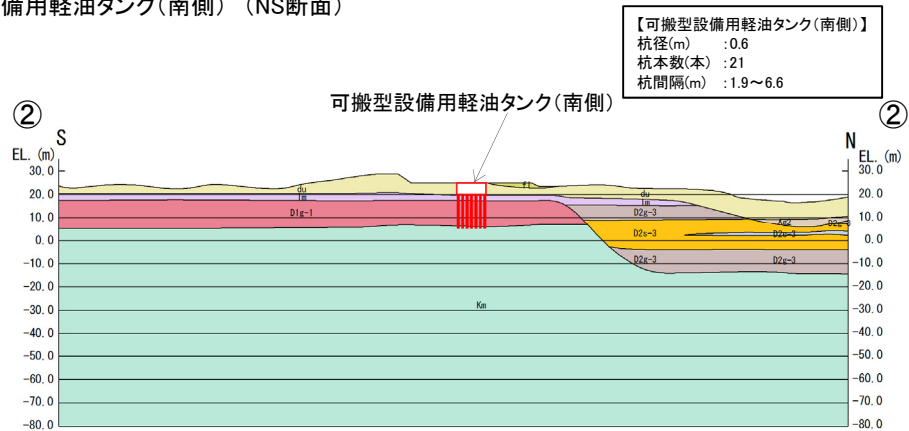 備用軽油タンク(南側) (NS断面)
【可搬型設備用軽油タンク(南側)】
杭径(m) :0.6
杭本数(本) :21
杭間隔(m) :1.9～6.6
可搬型設備用軽油タンク(南側)
② ②
S N
EL. (m) EL. (m)
30.0 30.0
fl
du du
20.0 20.0
lm lm
D1g-1 D2g-3
10.0 10.0
Ag2 D2g-3
D2s-3 D2s-3
0.0 0.0
D2g-3 D2g-3
-10.0 -10.0
-20.0 -20.0
Km
-30.0 -30.0
-40.0 -40.0
-50.0 -50.0
-60.0 -60.0
-70.0 -70.0
-80.0 -80.0